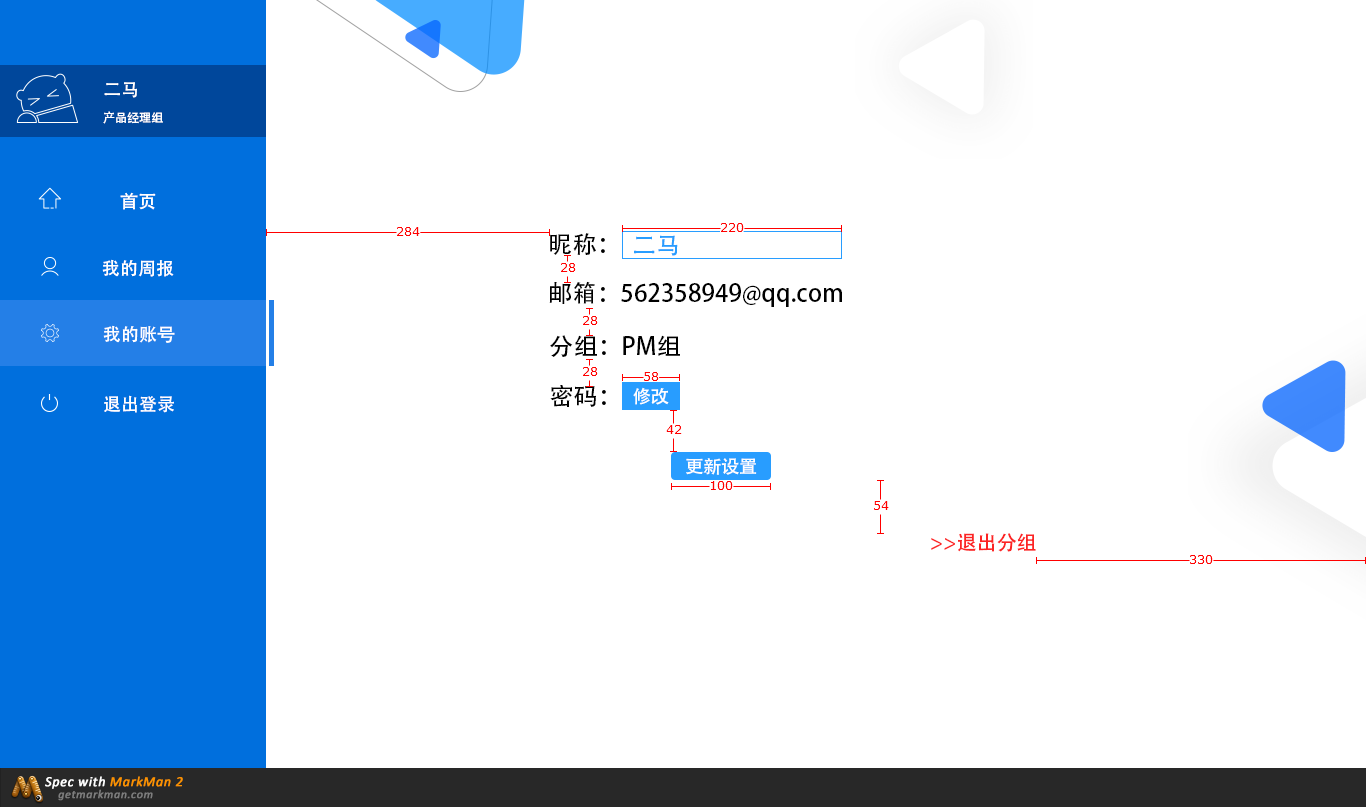 二马
产品经理组
首页
我的周报
我的账号
退出登录
284
220
昵称： 二马
28
邮箱：562358949@qq.com
28
分组：PM组
28
58
密码： 修改
42
更新设置
100
54
>>退出分组
330
Spec with MarkMan 2
getmarkman.com